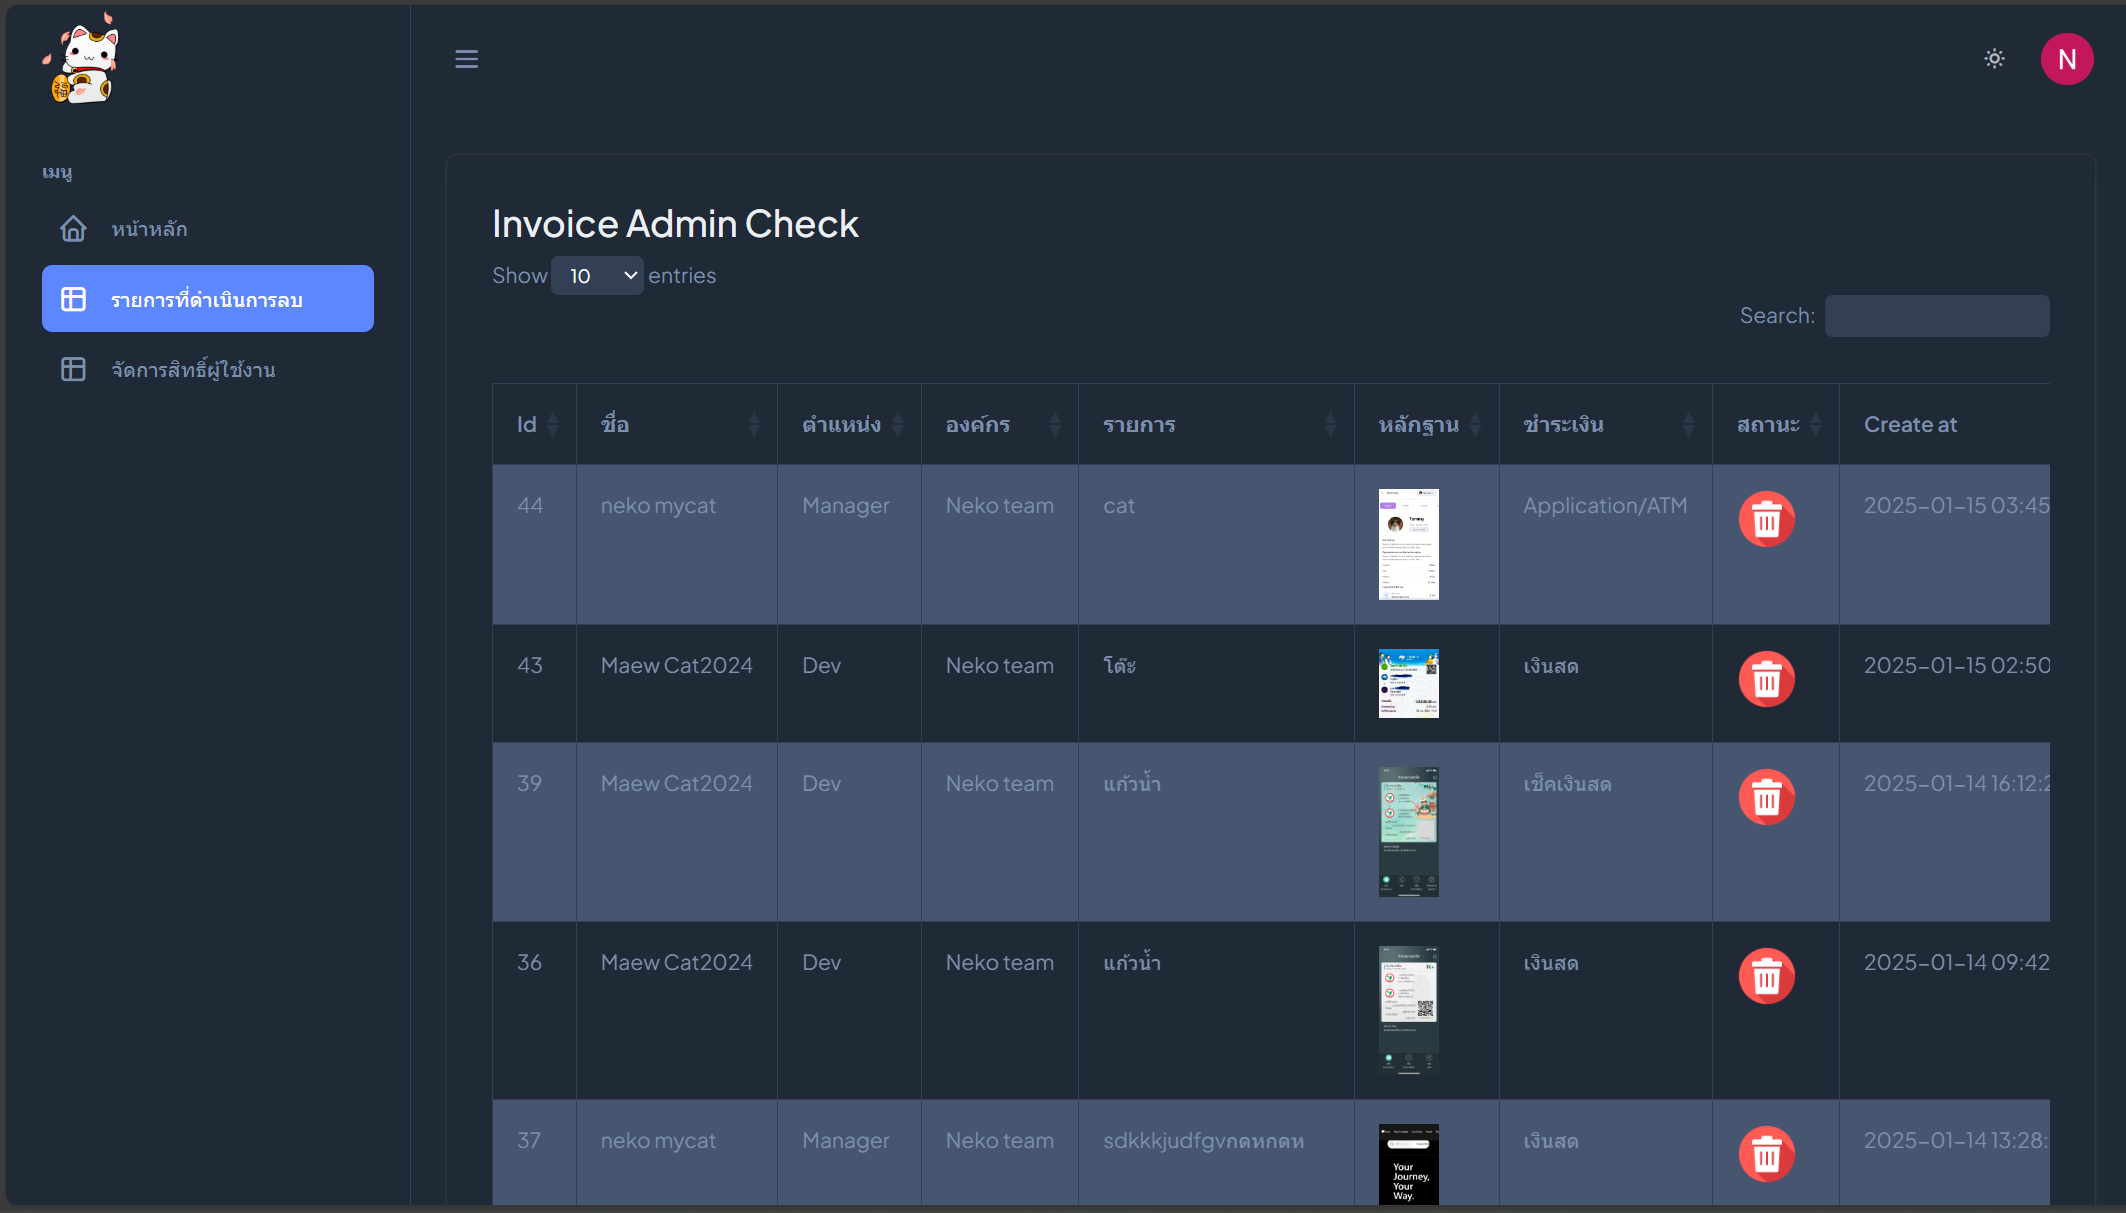 N
เมนู
หน้าหลัก
รายการที่ดำเนินการลบ
จัดการสิทธิ์ผู้ใช้งาน
Invoice Admin Check
Show 10 entries
Search:
Id ชื่อ ตำแหน่ง องค์กร รายการ หลักฐาน ชำระเงิน สถานะ Create at
44 neko mycat Manager Neko team cat Application/ATM 2025-01-15 03:45
Tommy
43 Maew Cat2024 Dev Neko team โต๊ะ เงินสด 2025-01-15 02:50
39 Maew Cat2024 Dev Neko team แก้วน้ำ เช็คเงินสด 2025-01-14 16:12:2
36 Maew Cat2024 Dev Neko team แก้วน้ำ เงินสด 2025-01-14 09:42
37 neko mycat Manager Neko team sdkkkjudfgvกดหกดห เงินสด 2025-01-14 13:28:
Your
Journey,
Your
Way.